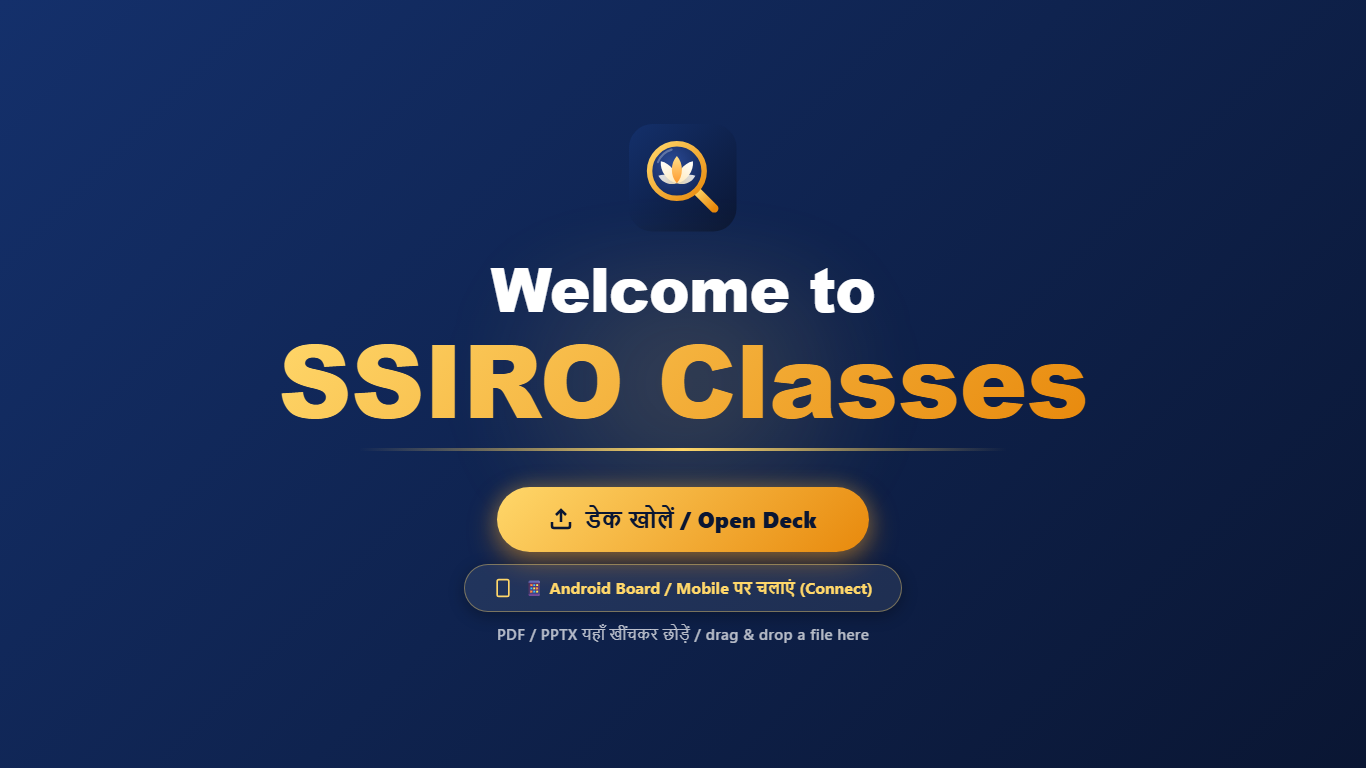 Welcome to
SSIRO Classes
डेक खोलें / Open Deck
Android Board / Mobile पर चलाएं (Connect)
PDF / PPTX यहाँ खींचकर छोड़ें / drag & drop a file here